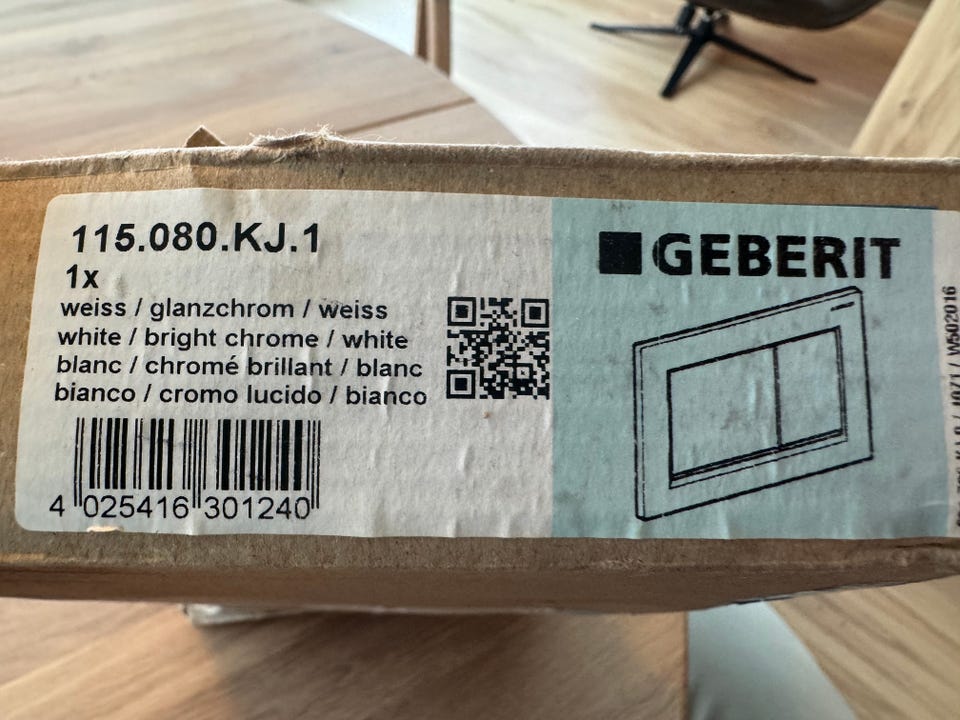 115.080.KJ.1
1x
weiss / glanzchrom / weiss
white / bright chrome / white
blanc / chromé brillant / blanc
bianco / cromo lucido / bianco
4 025416 301240
GEBERIT
/ 1071 / W502016